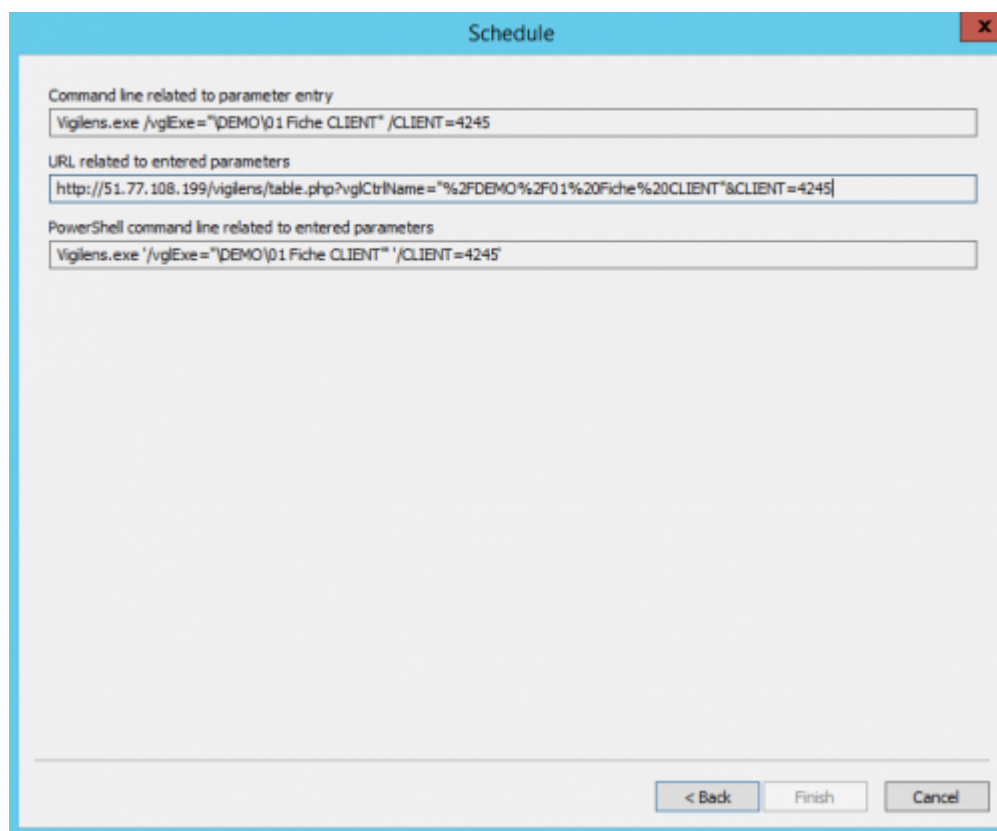 Schedule
x
Command line related to parameter entry
Vigilens.exe /vglExe="\DEMO\01 Fiche CLIENT" /CLIENT=4245
URL related to entered parameters
http://51.77.108.199/vigilens/table.php?vglCtrlName="%2FDEMO%2F01%20Fiche%20CLIENT"&CLIENT=4245
PowerShell command line related to entered parameters
Vigilens.exe '/vglExe="\DEMO\01 Fiche CLIENT"' '/CLIENT=4245'
< Back Finish Cancel